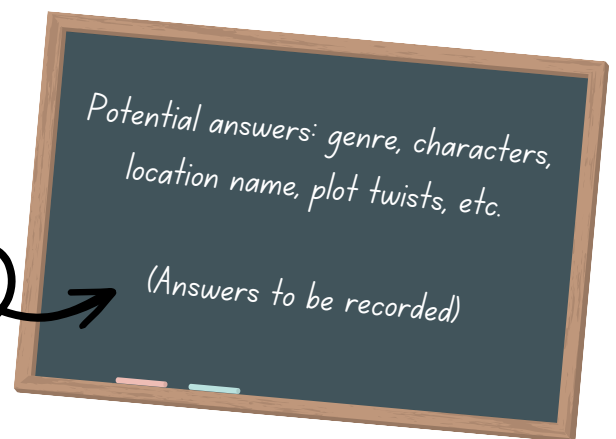 Potential answers: genre, characters,
location name, plot twists, etc.
(Answers to be recorded)